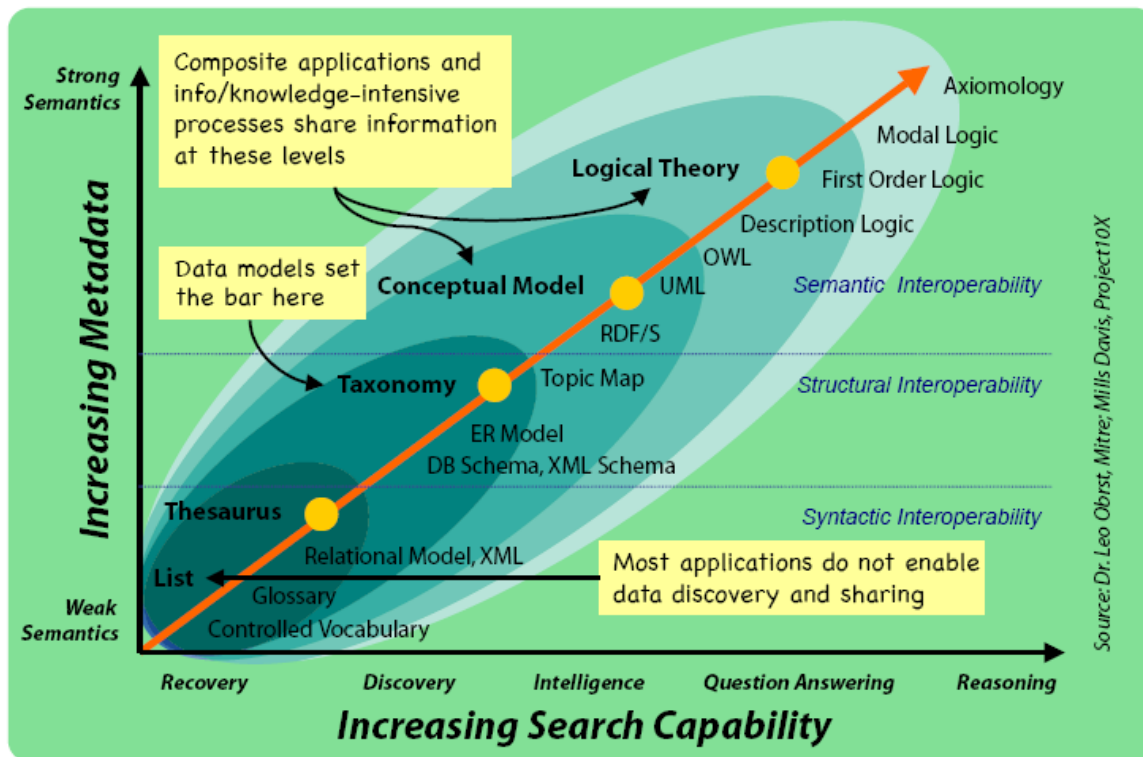 Strong
Semantics
Composite applications and
info/knowledge-intensive
processes share information
at these levels
Axiomology
Modal Logic
Logical Theory
First Order Logic
Description Logic
OWL
Data models set
the bar here
Conceptual Model
UML
Semantic Interoperability
RDF/S
Taxonomy
Topic Map
Structural Interoperability
ER Model
DB Schema, XML Schema
Thesaurus
Syntactic Interoperability
Relational Model, XML
List
Most applications do not enable
data discovery and sharing
Glossary
Weak
Semantics
Controlled Vocabulary
Increasing Metadata
Recovery
Discovery
Intelligence
Question Answering
Reasoning
Increasing Search Capability
Source: Dr. Leo Obrst, Mitre; Mills Davis, Project10X